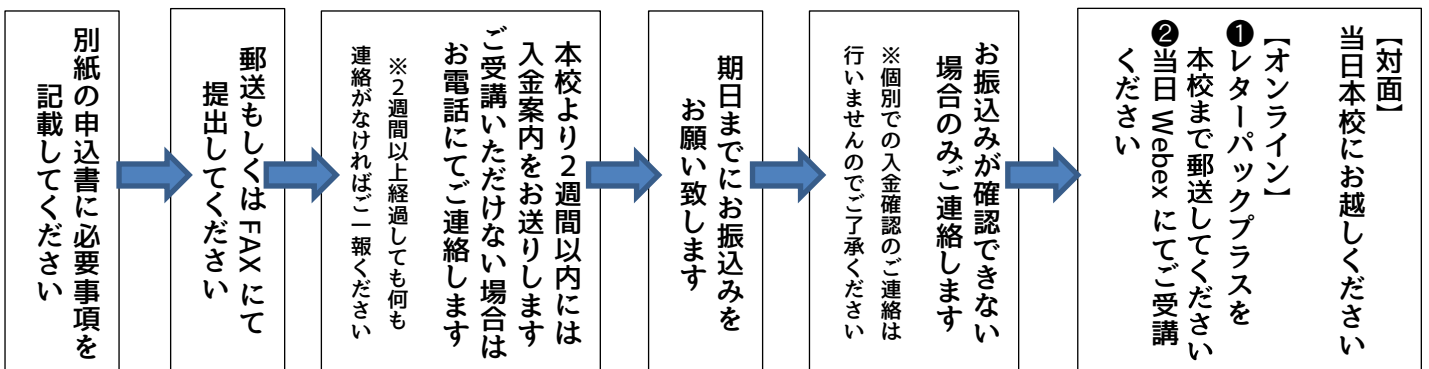 別紙の申込書に必要事項を
記載してください
郵送もしくは FAX にて
提出してください
本校より２週間以内には
入金案内をお送りします
ご受講いただけない場合は
お電話にてご連絡します
※２週間以上経過しても何も
連絡がなければご一報ください
期日までにお振込みを
お願い致します
お振込みが確認できない
場合のみご連絡します
※個別での入金確認のご連絡は
行いませんのでご了承ください
【対面】
当日本校にお越しください
【オンライン】
❶レターパックプラスを
本校まで郵送してください
❷当日 Webex にてご受講
ください